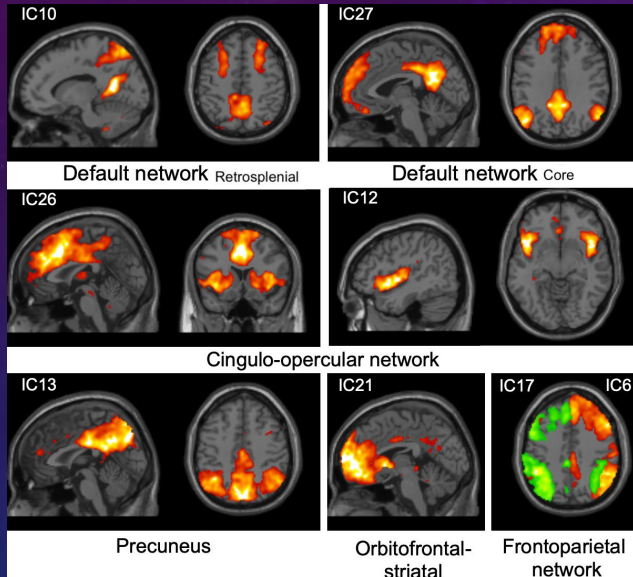 IC10
IC27
Default network Retrosplenial
Default network Core
IC26
IC12
Cingulo-opercular network
IC13
IC21
IC17
IC6
Precuneus
Orbitofrontal-
striatal
Frontoparietal
network